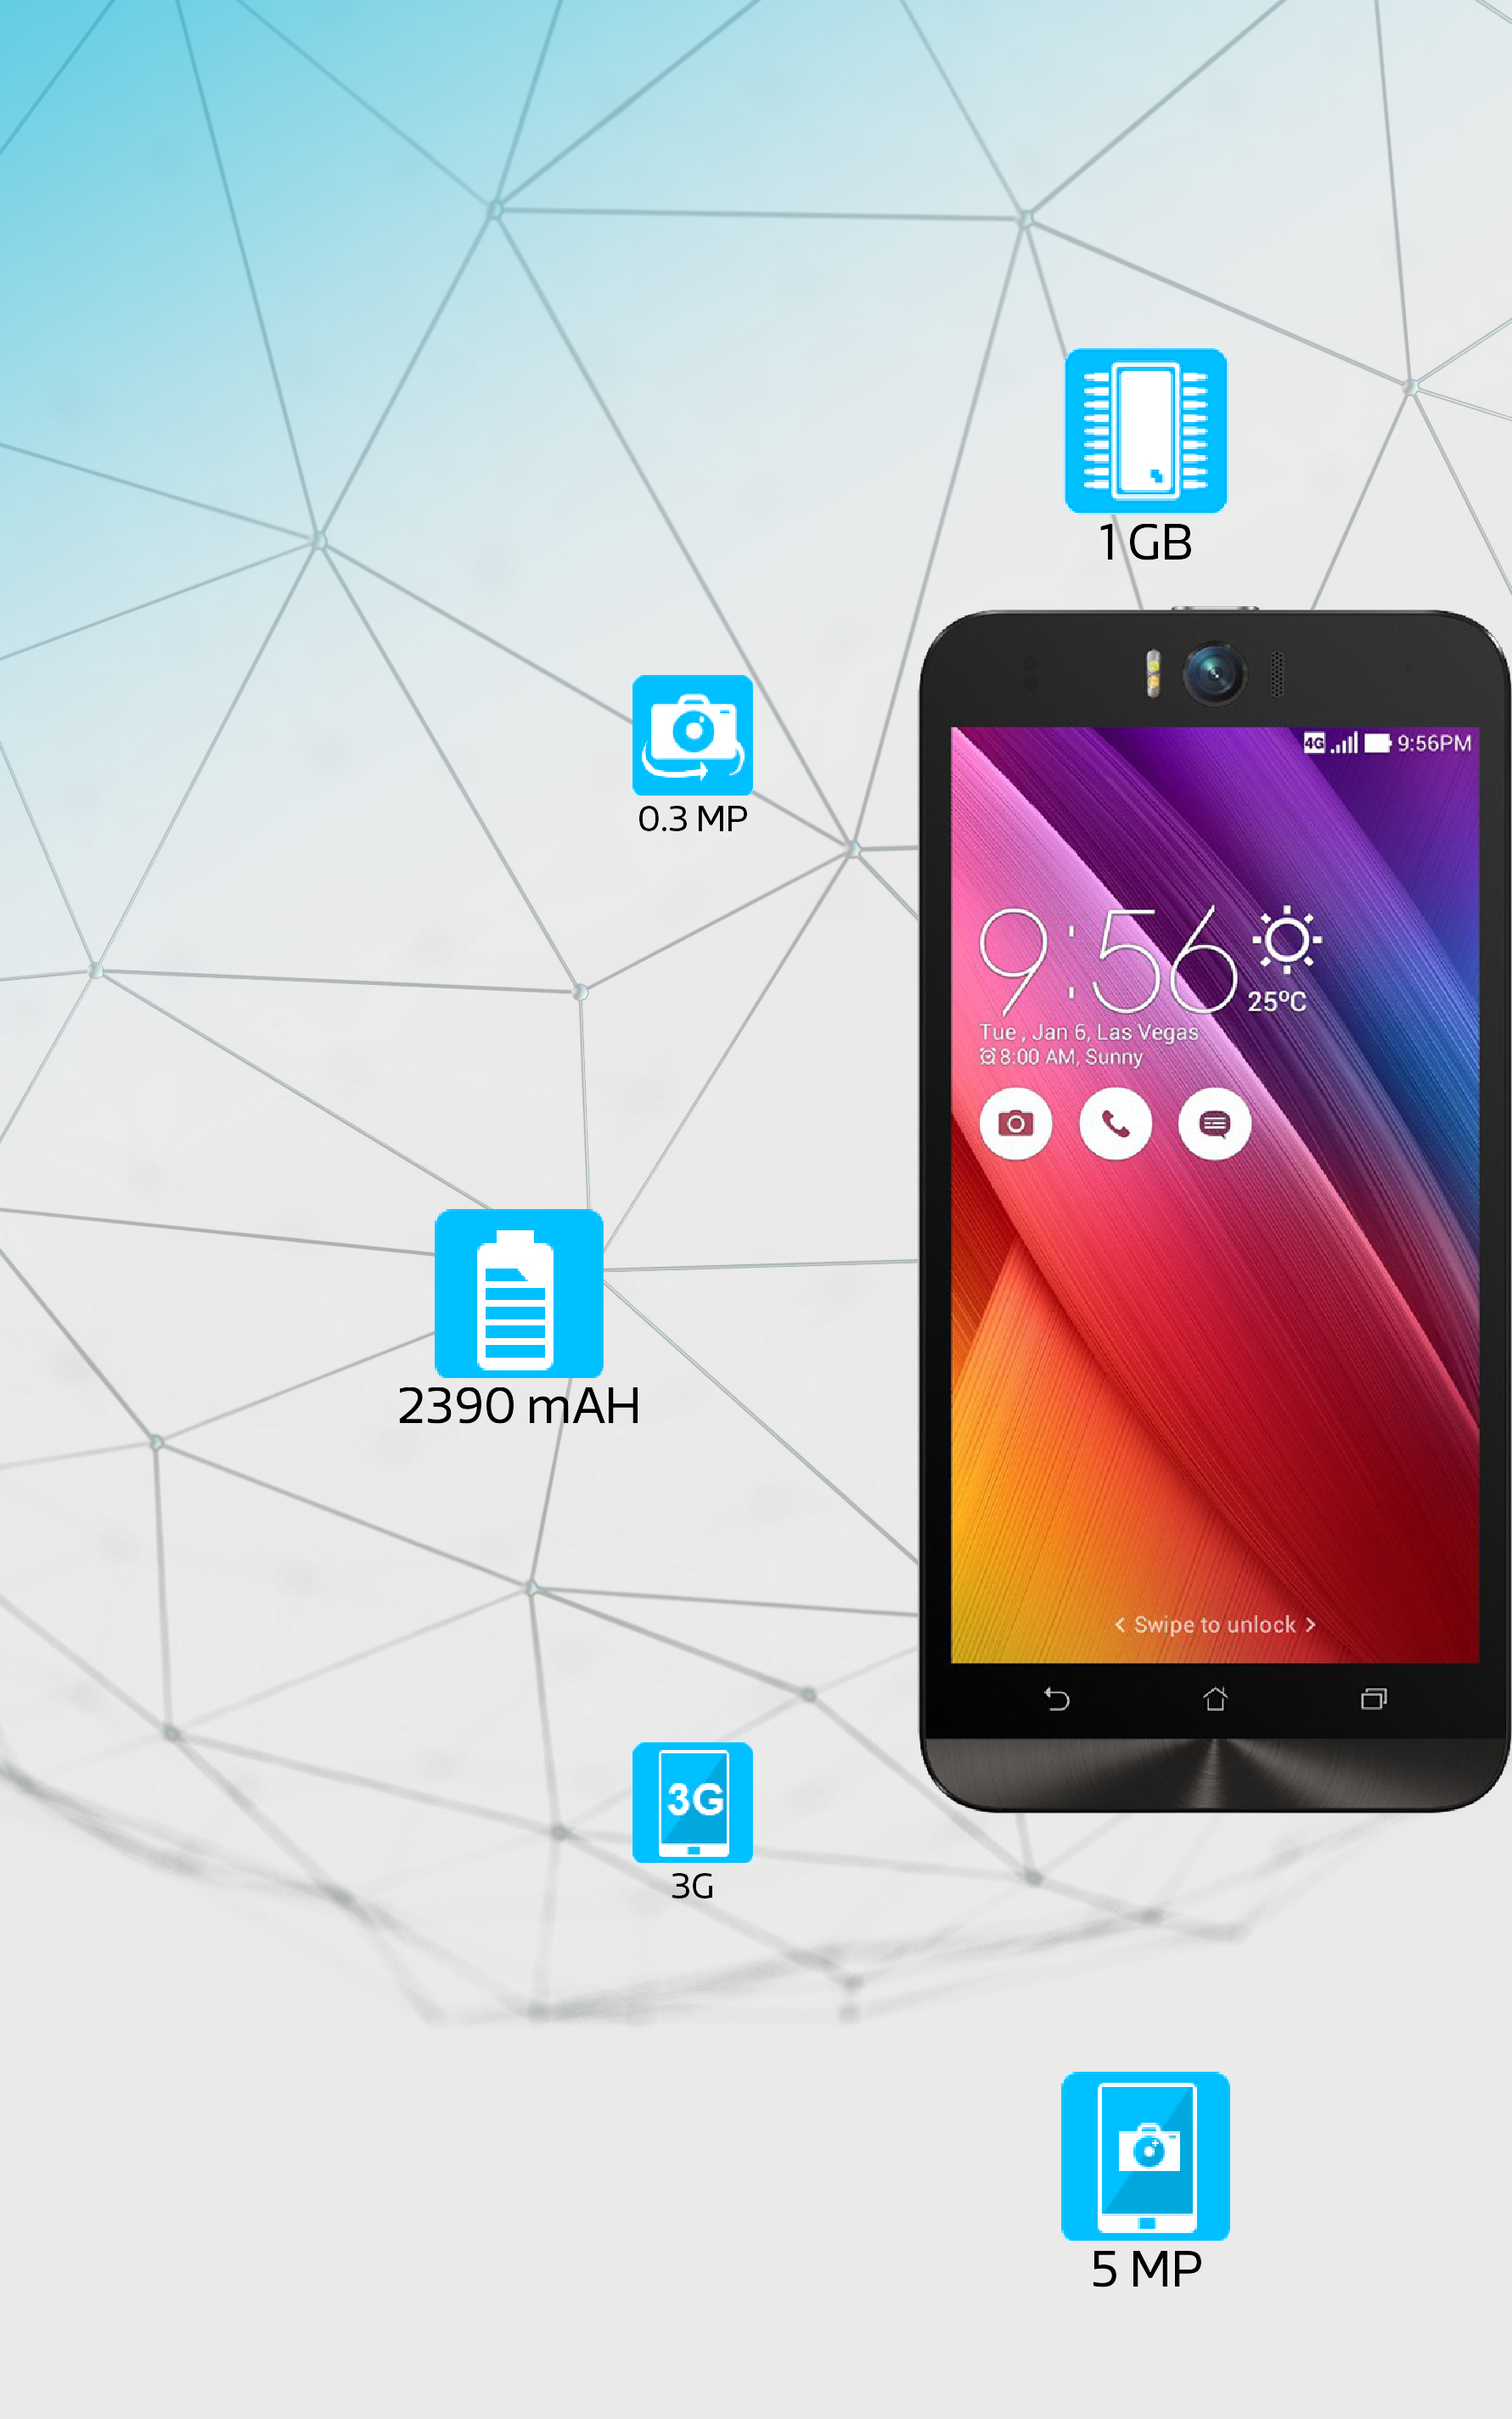 1 GB
0.3 MP
4G 9:56PM
9:56
25ºC
Tue , Jan 6, Las Vegas
8:00 AM, Sunny
2390 mAH
< Swipe to unlock >
3G
3G
5 MP